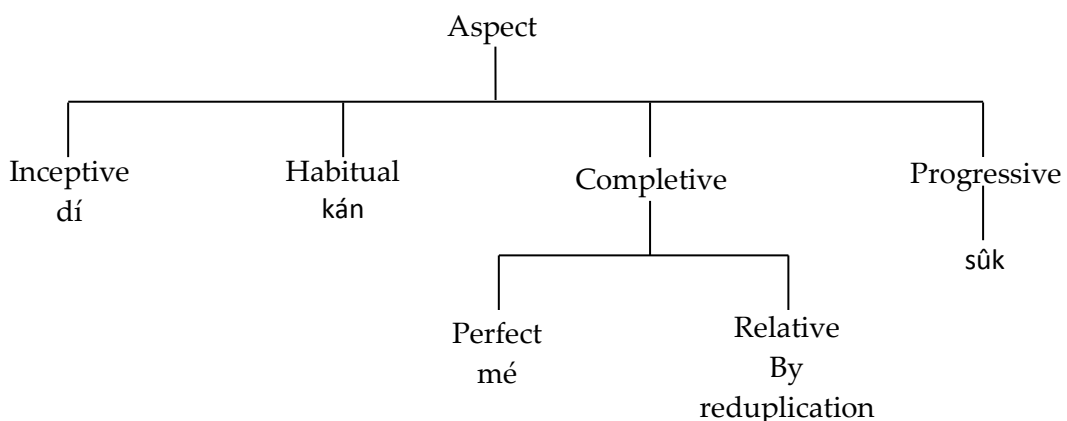 Aspect
Inceptive
dí
Habitual
kán
Completive
Progressive
sûk
Perfect
mé
Relative
By
reduplication